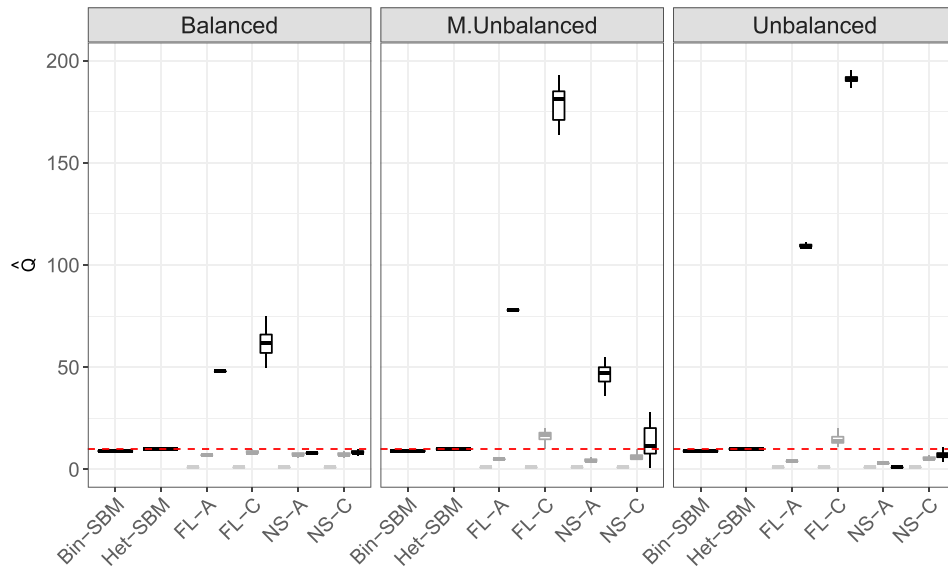 Balanced M.Unbalanced Unbalanced
200
150
100
50
0
Q̂
Bin−SBM Het−SBM FL−A FL−C NS−A NS−C Bin−SBM Het−SBM FL−A FL−C NS−A NS−C Bin−SBM Het−SBM FL−A FL−C NS−A NS−C